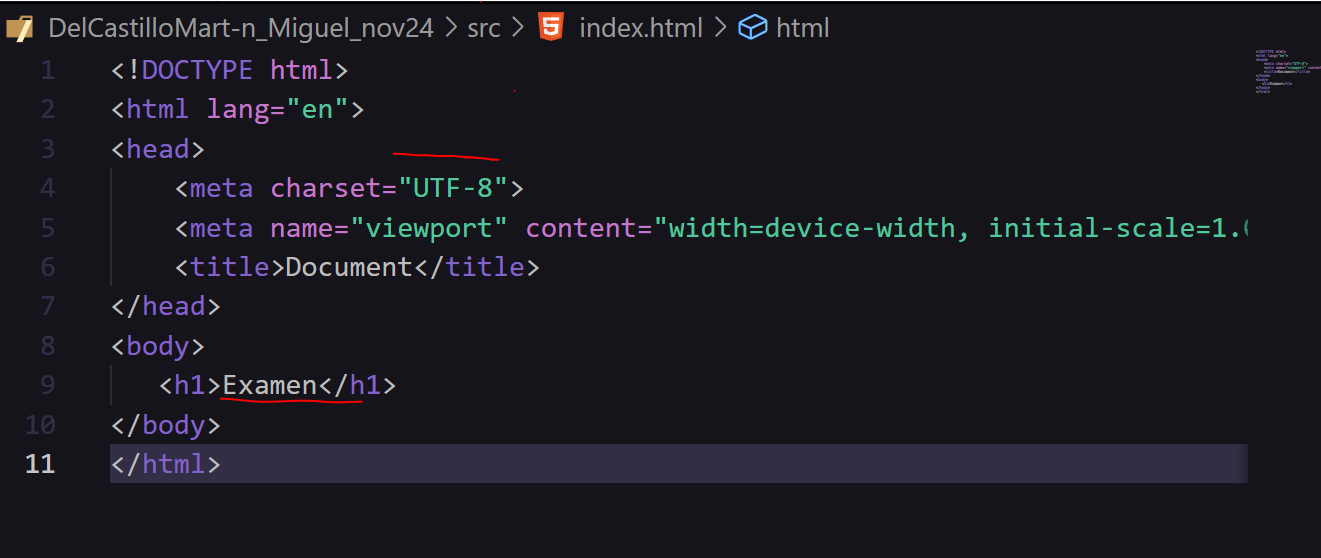 DelCastilloMart-n_Miguel_nov24 > src > index.html > html
1 <!DOCTYPE html>
2 <html lang="en">
3 <head>
4 <meta charset="UTF-8">
5 <meta name="viewport" content="width=device-width, initial-scale=1.
6 <title>Document</title>
7 </head>
8 <body>
9 <h1>Examen</h1>
10 </body>
11 </html>